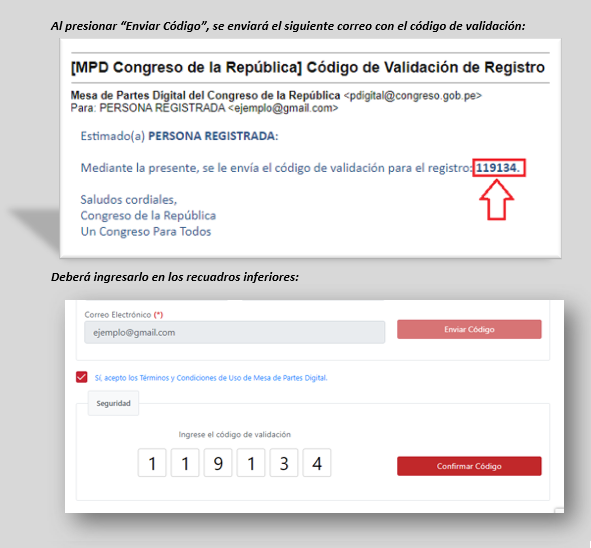 Al presionar “Enviar Código”, se enviará el siguiente correo con el código de validación:
[MPD Congreso de la República] Código de Validación de Registro
Mesa de Partes Digital del Congreso de la República <pdigital@congreso.gob.pe>
Para: PERSONA REGISTRADA <ejemplo@gmail.com>
Estimado(a) PERSONA REGISTRADA:
Mediante la presente, se le envía el código de validación para el registro: 119134.
Saludos cordiales,
Congreso de la República
Un Congreso Para Todos
Deberá ingresarlo en los recuadros inferiores:
Correo Electrónico (*)
ejemplo@gmail.com
Enviar Código
Sí, acepto los Términos y Condiciones de Uso de Mesa de Partes Digital.
Seguridad
Ingrese el código de validación
1 1 9 1 3 4
Confirmar Código